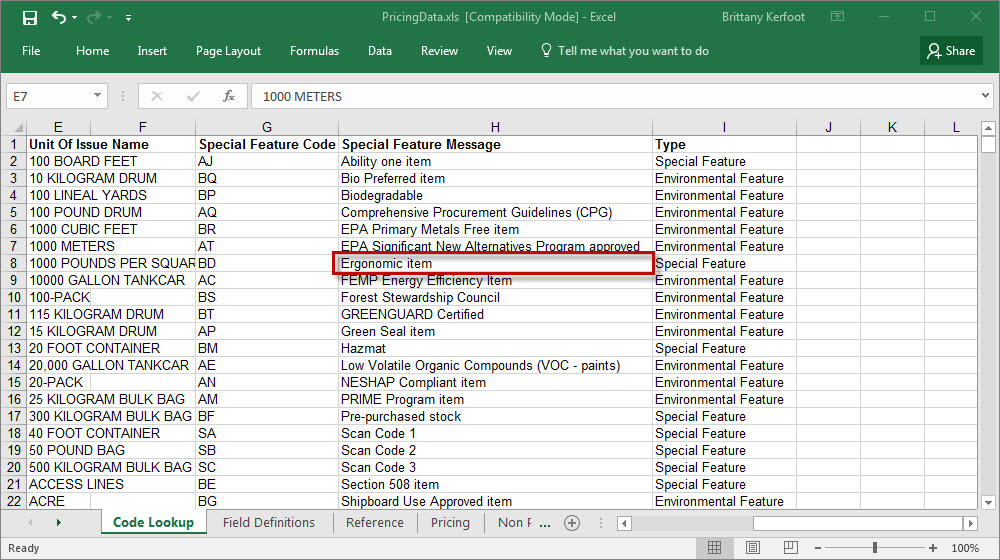 PricingData.xls [Compatibility Mode] - Excel Brittany Kerfoot
File Home Insert Page Layout Formulas Data Review View Tell me what you want to do Share
E7 fx 1000 METERS
E F G H I J K L
1 Unit Of Issue Name Special Feature Code Special Feature Message Type
2 100 BOARD FEET AJ Ability one item Special Feature
3 10 KILOGRAM DRUM BQ Bio Preferred item Environmental Feature
4 100 LINEAL YARDS BP Biodegradable Environmental Feature
5 100 POUND DRUM AQ Comprehensive Procurement Guidelines (CPG) Environmental Feature
6 1000 CUBIC FEET BR EPA Primary Metals Free item Environmental Feature
7 1000 METERS AT EPA Significant New Alternatives Program approved Environmental Feature
8 1000 POUNDS PER SQUAR BD Ergonomic item Special Feature
9 10000 GALLON TANKCAR AC FEMP Energy Efficiency Item Environmental Feature
10 100-PACK BS Forest Stewardship Council Environmental Feature
11 115 KILOGRAM DRUM BT GREENGUARD Certified Environmental Feature
12 15 KILOGRAM DRUM AP Green Seal item Environmental Feature
13 20 FOOT CONTAINER BM Hazmat Special Feature
14 20,000 GALLON TANKCAR AE Low Volatile Organic Compounds (VOC - paints) Environmental Feature
15 20-PACK AN NESHAP Compliant item Environmental Feature
16 25 KILOGRAM BULK BAG AM PRIME Program item Environmental Feature
17 300 KILOGRAM BULK BAG BF Pre-purchased stock Special Feature
18 40 FOOT CONTAINER SA Scan Code 1 Special Feature
19 50 POUND BAG SB Scan Code 2 Special Feature
20 500 KILOGRAM BULK BAG SC Scan Code 3 Special Feature
21 ACCESS LINES BE Section 508 item Special Feature
22 ACRE BG Shipboard Use Approved item Environmental Feature
Code Lookup Field Definitions Reference Pricing Non ...
Ready 100%